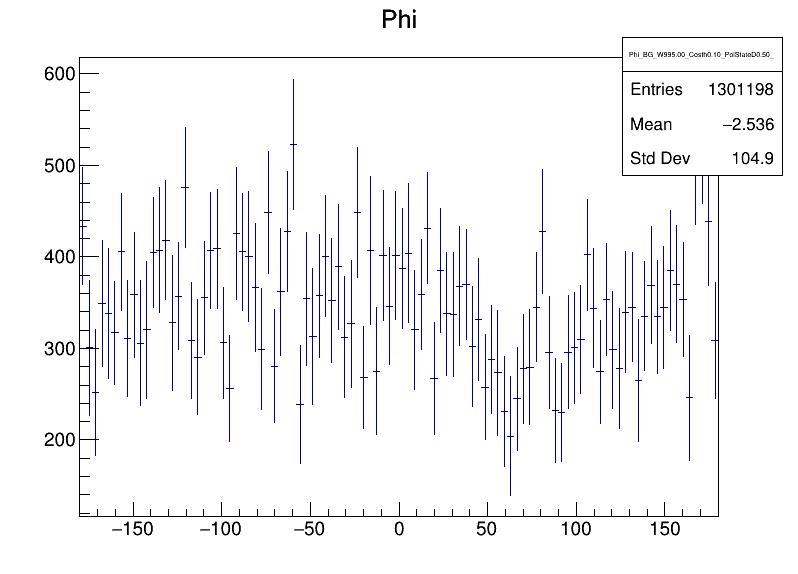 Phi
Phi_BG_W995.00_Costh0.10_PolStateD0.50_
Entries 1301198
Mean −2.536
Std Dev 104.9
600
500
400
300
200
−150 −100 −50 0 50 100 150